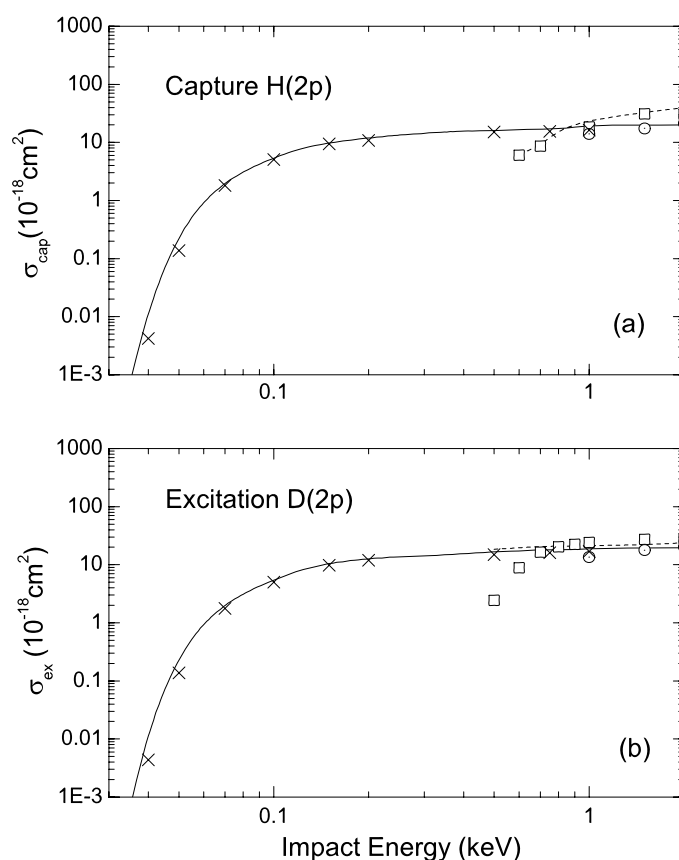 1000
100
10
1
0.1
0.01
1E-3
σcap(10⁻¹⁸cm²)
Capture H(2p)
(a)
0.1
1
1000
100
10
1
0.1
0.01
1E-3
σex (10⁻¹⁸cm²)
Excitation D(2p)
(b)
0.1
1
Impact Energy (keV)